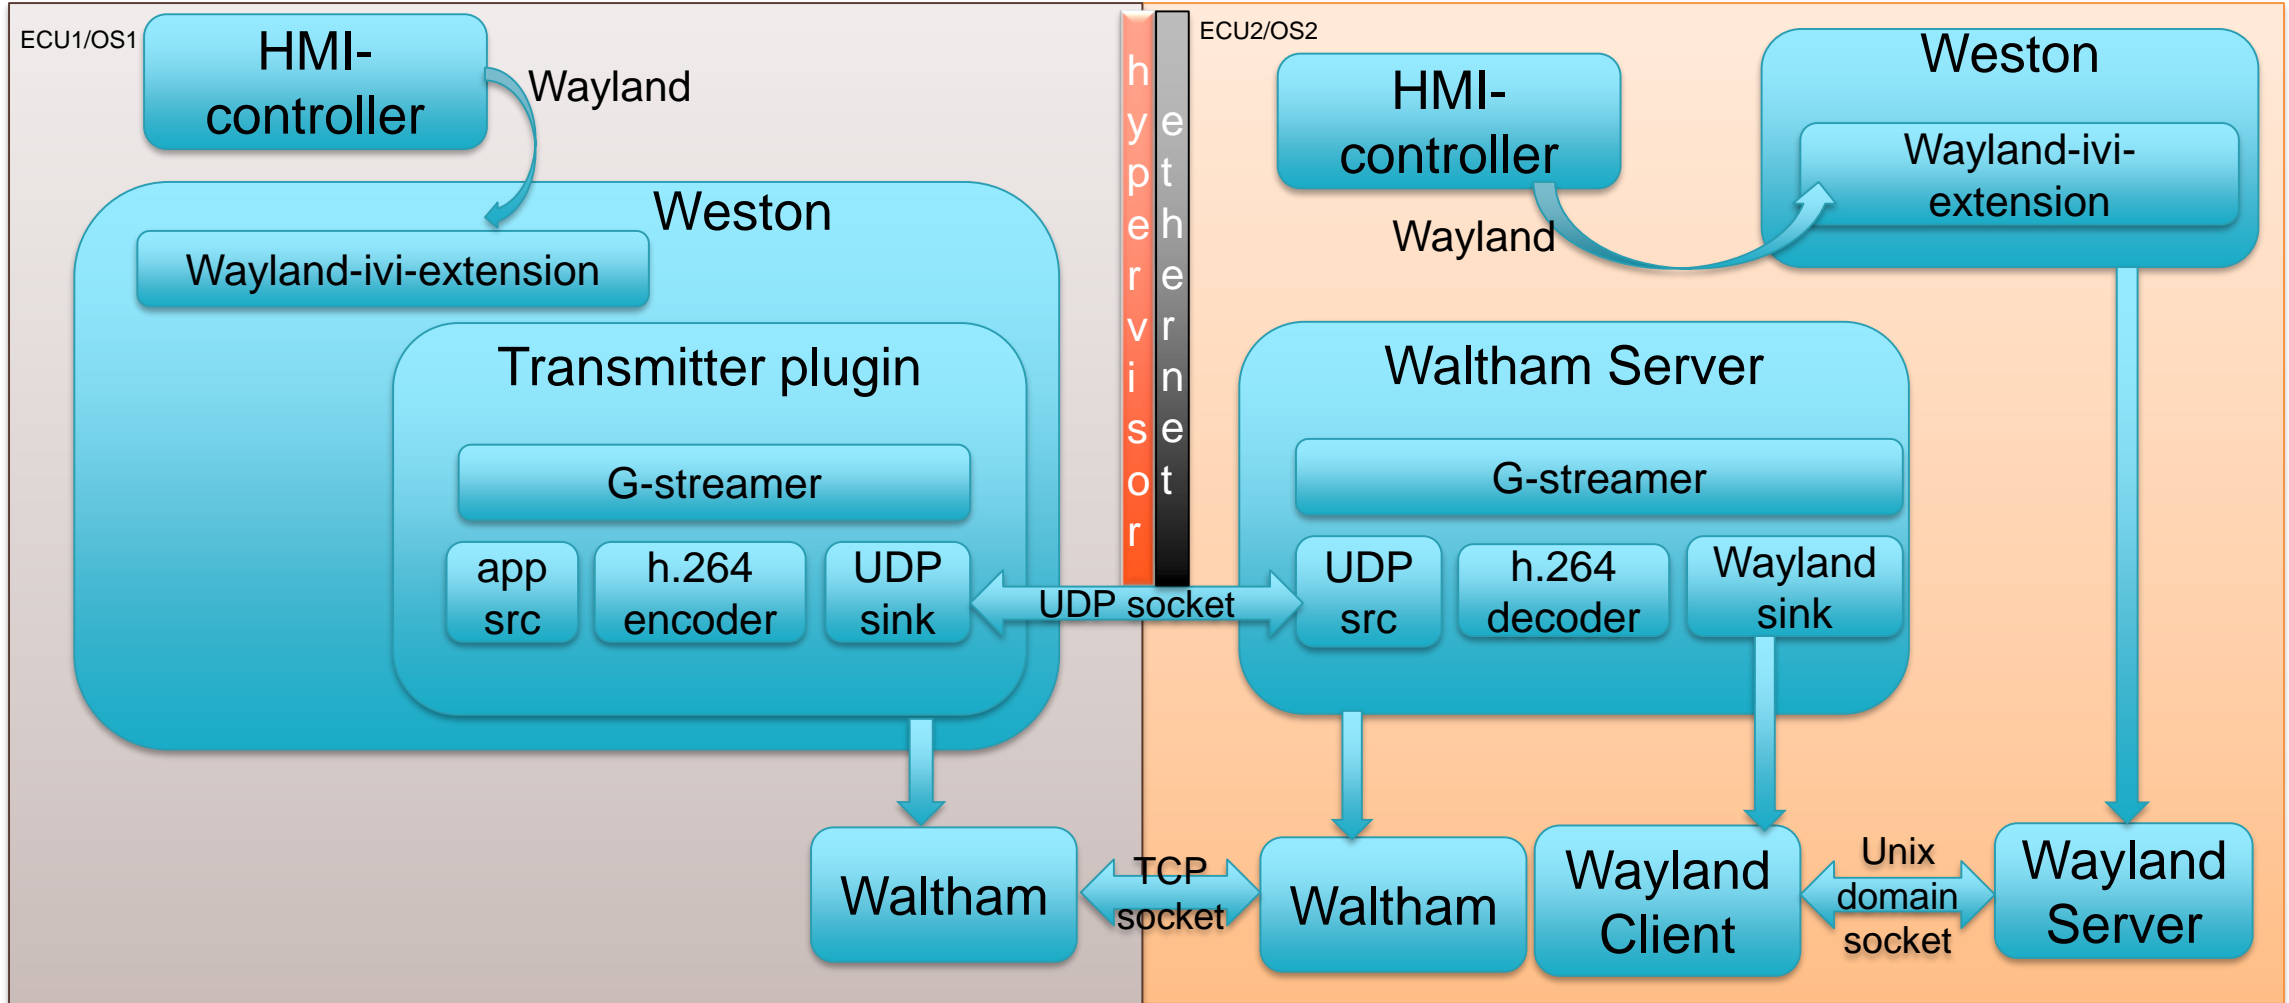 ECU1/OS1
HMI-
controller
Wayland
Weston
Wayland-ivi-extension
Transmitter plugin
G-streamer
app
src
h.264
encoder
UDP
sink
Waltham
hypervisor
ethernet
UDP socket
TCP
socket
ECU2/OS2
HMI-
controller
Wayland
Weston
Wayland-ivi-
extension
Waltham Server
G-streamer
UDP
src
h.264
decoder
Wayland
sink
Waltham
Wayland
Client
Unix
domain
socket
Wayland
Server